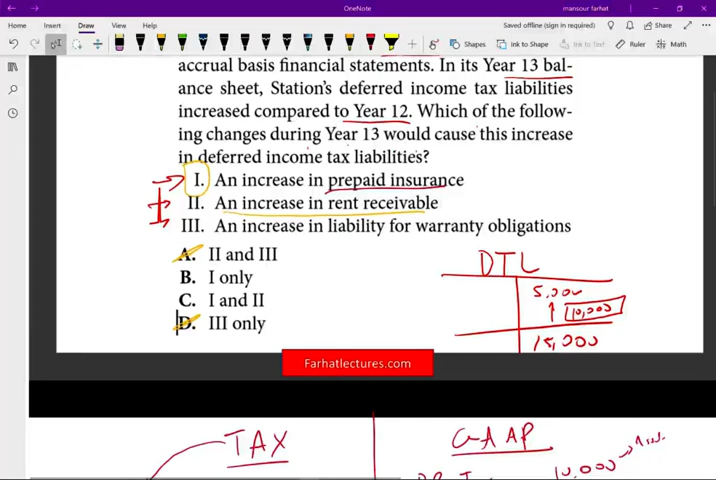 OneNote
mansour farhat
Home Insert Draw View Help
Saved offline (sign in required)
Share
Shapes
Ink to Shape
Ink to Text
Ruler
Math
accrual basis financial statements. In its Year 13 bal-
ance sheet, Station's deferred income tax liabilities
increased compared to Year 12. Which of the follow-
ing changes during Year 13 would cause this increase
in deferred income tax liabilities?
I. An increase in prepaid insurance
II. An increase in rent receivable
III. An increase in liability for warranty obligations
A. II and III
B. I only
C. I and II
D. III only
DTL
5,000
10,000
15,000
Farhatlectures.com
TAX
GAAP
10,000